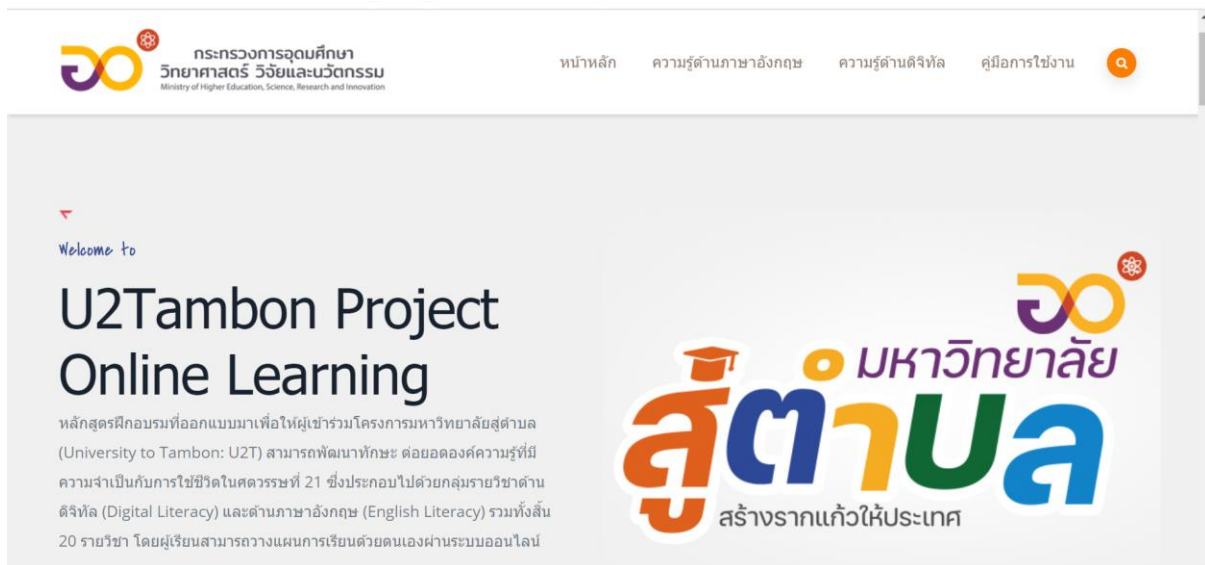 กระทรวงการอุดมศึกษา
วิทยาศาสตร์ วิจัยและนวัตกรรม
Ministry of Higher Education, Science, Research and Innovation
หน้าหลัก ความรู้ด้านภาษาอังกฤษ ความรู้ด้านดิจิทัล คู่มือการใช้งาน
Welcome to
U2Tambon Project
Online Learning
หลักสูตรฝึกอบรมที่ออกแบบมาเพื่อให้ผู้เข้าร่วมโครงการมหาวิทยาลัยสู่ตำบล
(University to Tambon: U2T) สามารถพัฒนาทักษะ ต่อยอดองค์ความรู้ที่มี
ความจำเป็นกับการใช้ชีวิตในศตวรรษที่ 21 ซึ่งประกอบไปด้วยกลุ่มรายวิชาด้าน
ดิจิทัล (Digital Literacy) และด้านภาษาอังกฤษ (English Literacy) รวมทั้งสิ้น
20 รายวิชา โดยผู้เรียนสามารถวางแผนการเรียนด้วยตนเองผ่านระบบออนไลน์
มหาวิทยาลัย
สู่ตำบล
สร้างรากแก้วให้ประเทศ